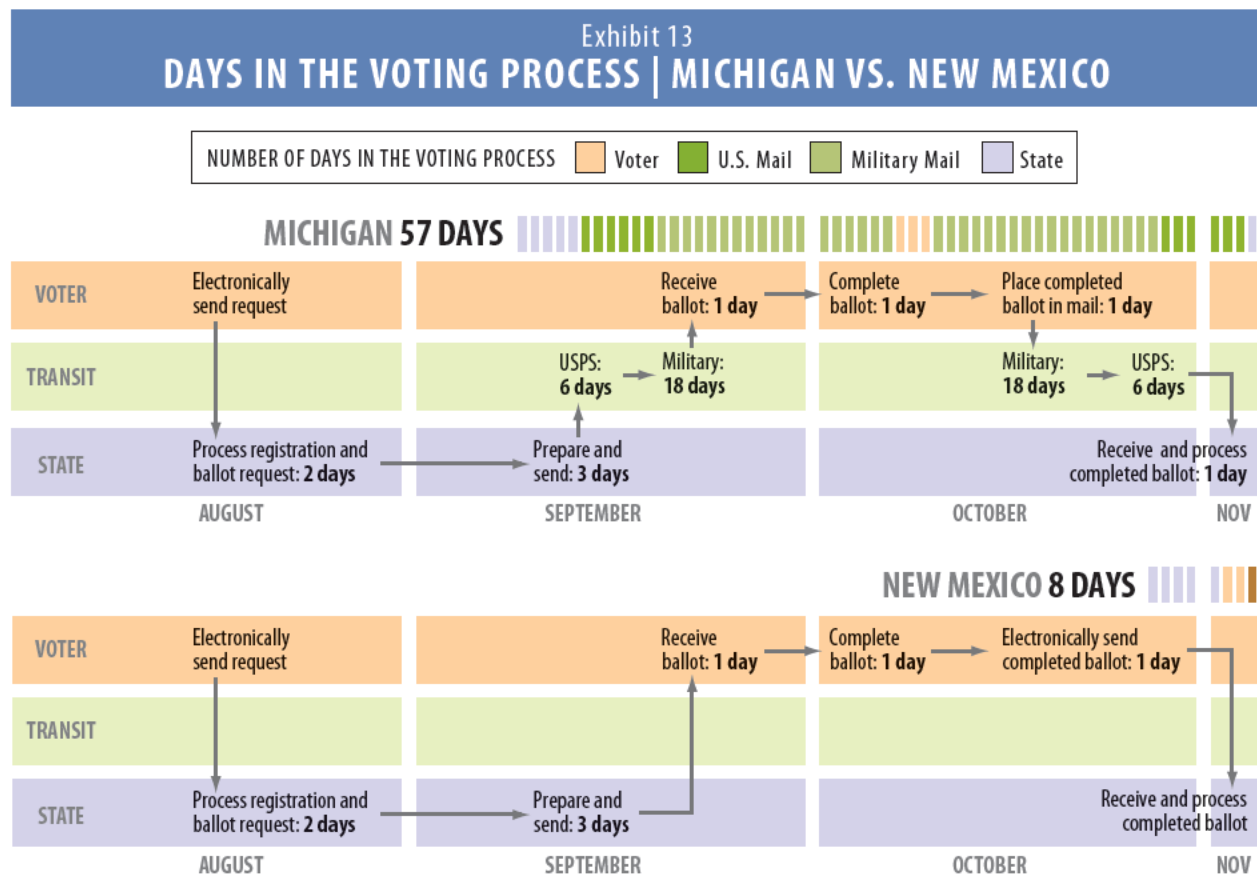 Exhibit 13
DAYS IN THE VOTING PROCESS | MICHIGAN VS. NEW MEXICO
NUMBER OF DAYS IN THE VOTING PROCESS Voter U.S. Mail Military Mail State
MICHIGAN 57 DAYS
VOTER
Electronically
send request
Receive
ballot: 1 day
Complete
ballot: 1 day
Place completed
ballot in mail: 1 day
TRANSIT
USPS:
6 days
Military:
18 days
Military:
18 days
USPS:
6 days
STATE
Process registration and
ballot request: 2 days
Prepare and
send: 3 days
Receive and process
completed ballot: 1 day
AUGUST SEPTEMBER OCTOBER NOV
NEW MEXICO 8 DAYS
VOTER
Electronically
send request
Receive
ballot: 1 day
Complete
ballot: 1 day
Electronically send
completed ballot: 1 day
TRANSIT
STATE
Process registration and
ballot request: 2 days
Prepare and
send: 3 days
Receive and process
completed ballot
AUGUST SEPTEMBER OCTOBER NOV